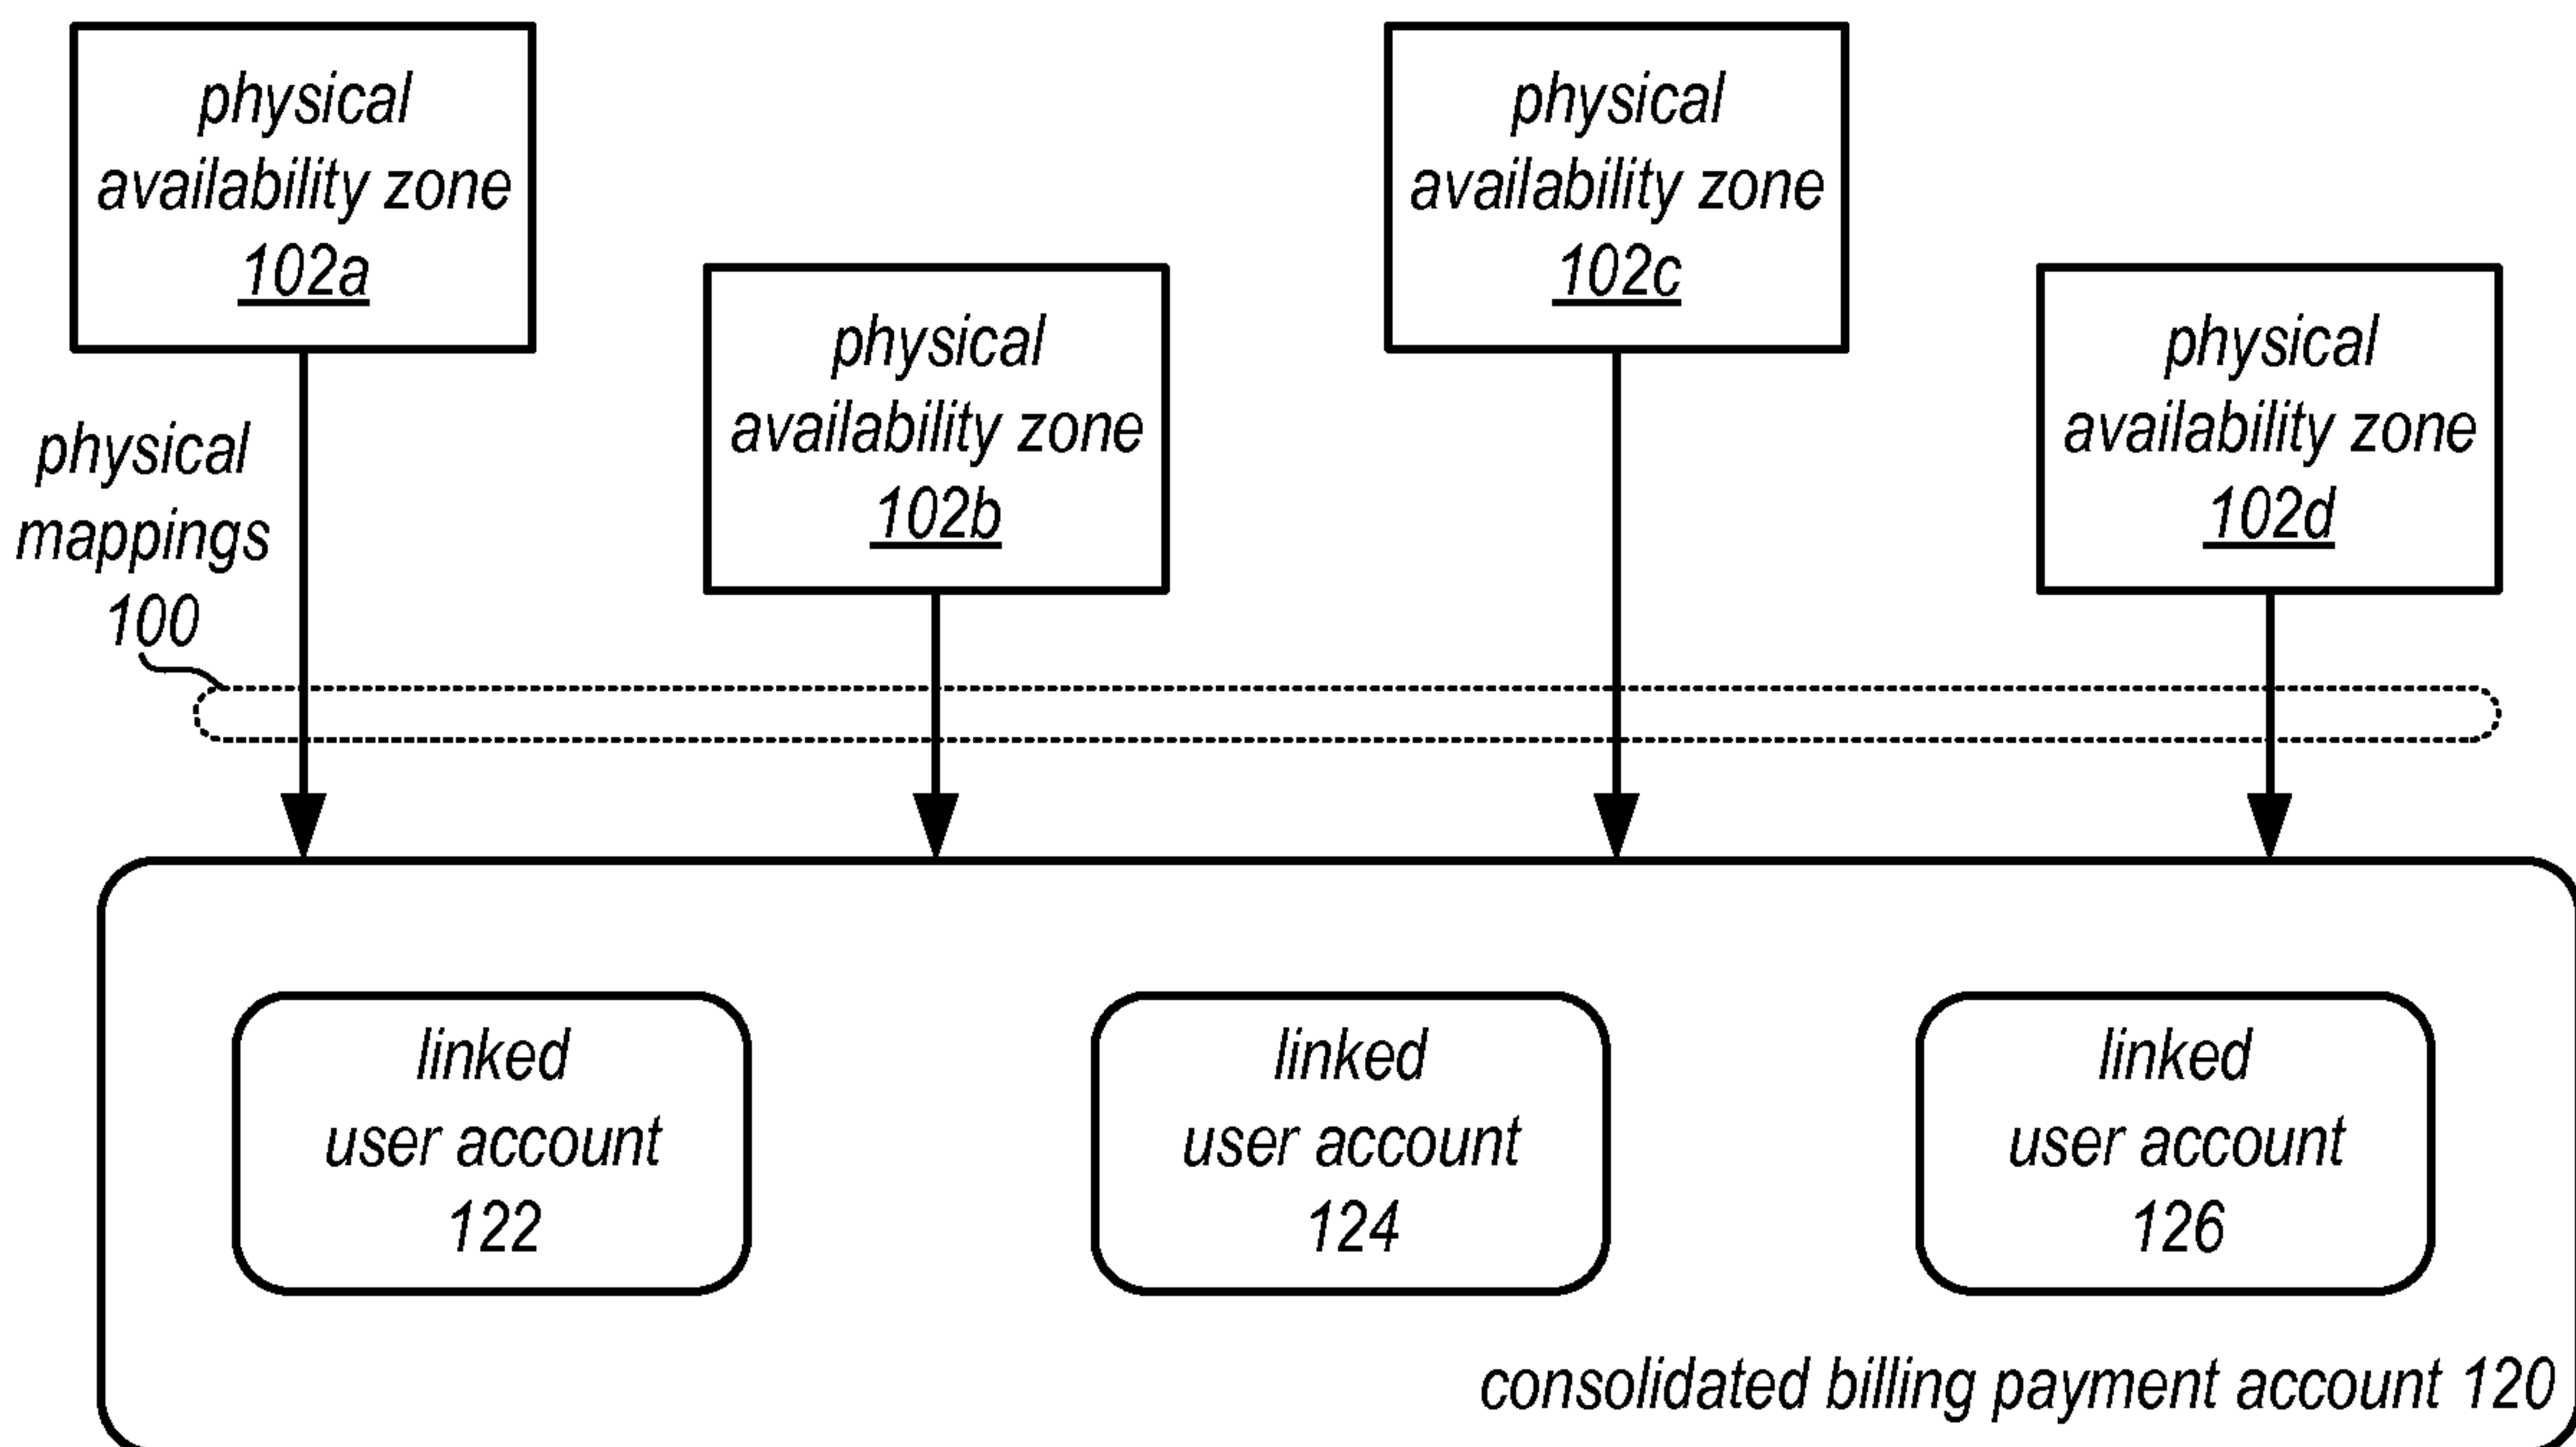 physical
availability zone
102a
physical
availability zone
102b
physical
availability zone
102c
physical
availability zone
102d
physical
mappings
100
linked
user account
122
linked
user account
124
linked
user account
126
consolidated billing payment account 120